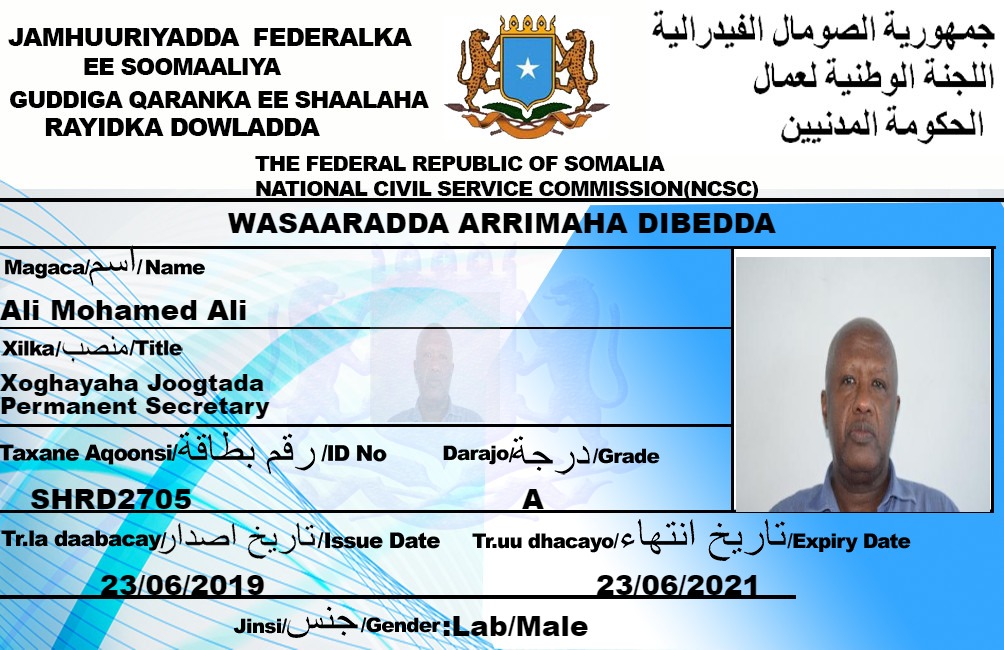 JAMHUURIYADDA FEDERALKA
EE SOOMAALIYA
GUDDIGA QARANKA EE SHAALAHA
RAYIDKA DOWLADDA
جمهورية الصومال الفيدرالية
اللجنة الوطنية لعمال
الحكومة المدنيين
THE FEDERAL REPUBLIC OF SOMALIA
NATIONAL CIVIL SERVICE COMMISSION(NCSC)
WASAARADDA ARRIMAHA DIBEDDA
Magaca/اسم/Name
Ali Mohamed Ali
Xilka/منصب/Title
Xoghayaha Joogtada
Permanent Secretary
Taxane Aqoonsi/رقم بطاقة/ID No
Darajo/درجة/Grade
SHRD2705
A
Tr.la daabacay/تاريخ اصدار/Issue Date
Tr.uu dhacayo/تاريخ انتهاء/Expiry Date
23/06/2019
23/06/2021
Jinsi/جنس/Gender:Lab/Male